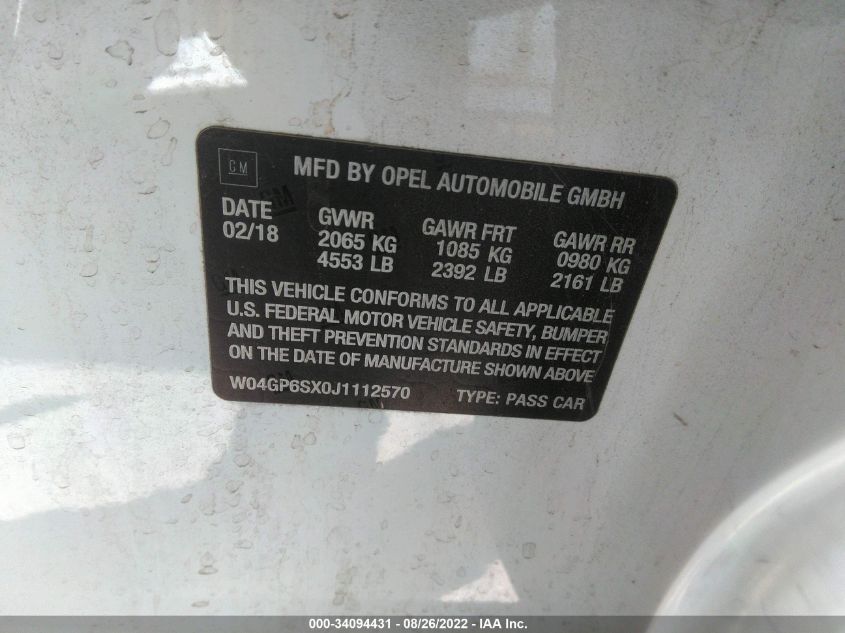 GM
MFD BY OPEL AUTOMOBILE GMBH
DATE GVWR GAWR FRT GAWR RR
02/18 2065 KG 1085 KG 0980 KG
4553 LB 2392 LB 2161 LB
THIS VEHICLE CONFORMS TO ALL APPLICABLE
U.S. FEDERAL MOTOR VEHICLE SAFETY, BUMPER
AND THEFT PREVENTION STANDARDS IN EFFECT
ON THE DATE OF MANUFACTURE SHOWN ABOVE
W04GP6SX0J1112570 TYPE: PASS CAR
000-34094431 - 08/26/2022 - IAA Inc.